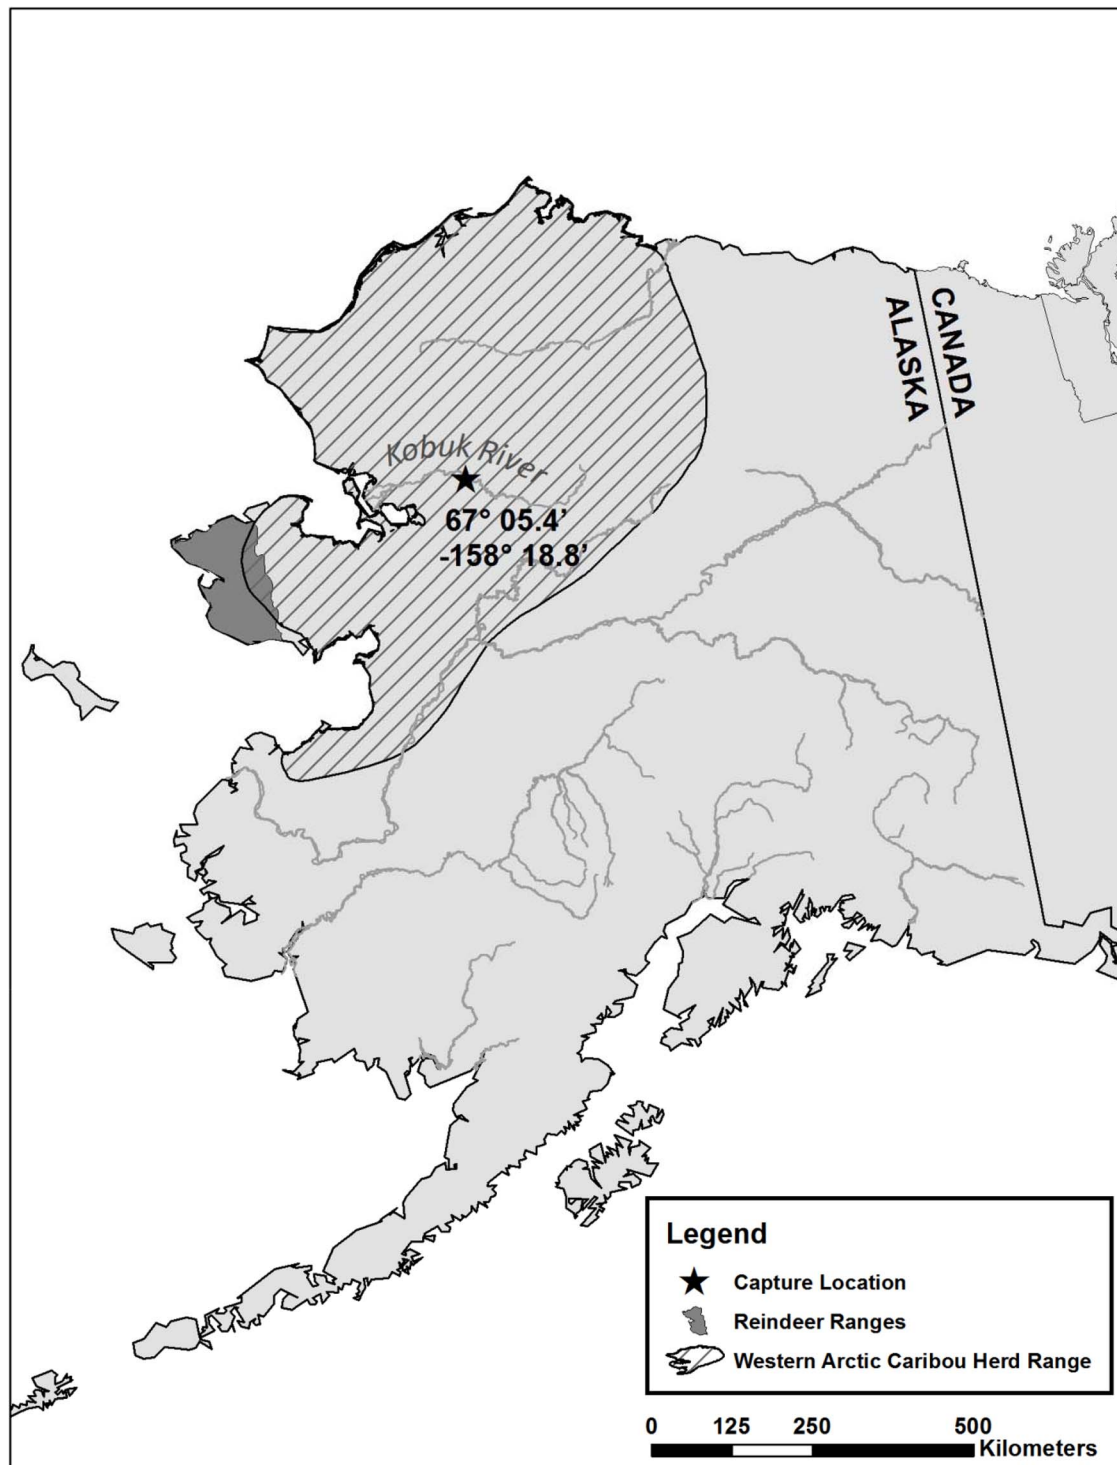 CANADA
ALASKA
Kobuk River
67° 05.4’
-158° 18.8’
Legend
Capture Location
Reindeer Ranges
Western Arctic Caribou Herd Range
0 125 250 500
Kilometers